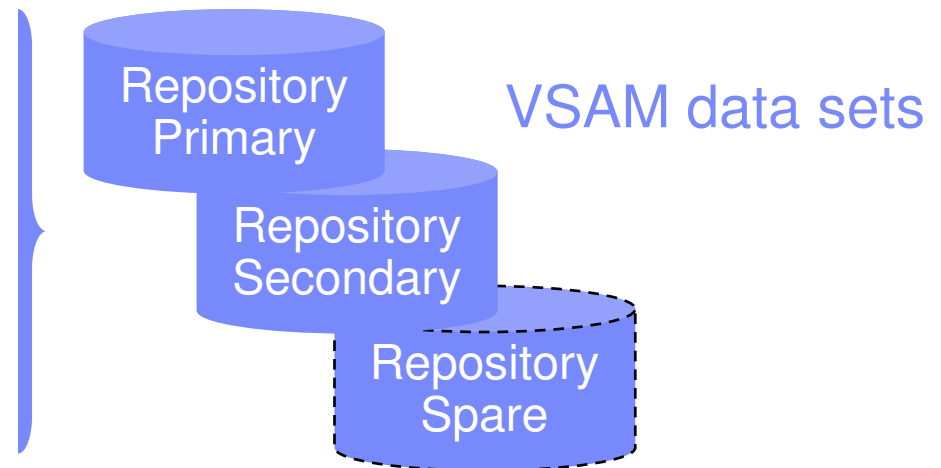 Repository
Primary
VSAM data sets
Repository
Secondary
Repository
Spare